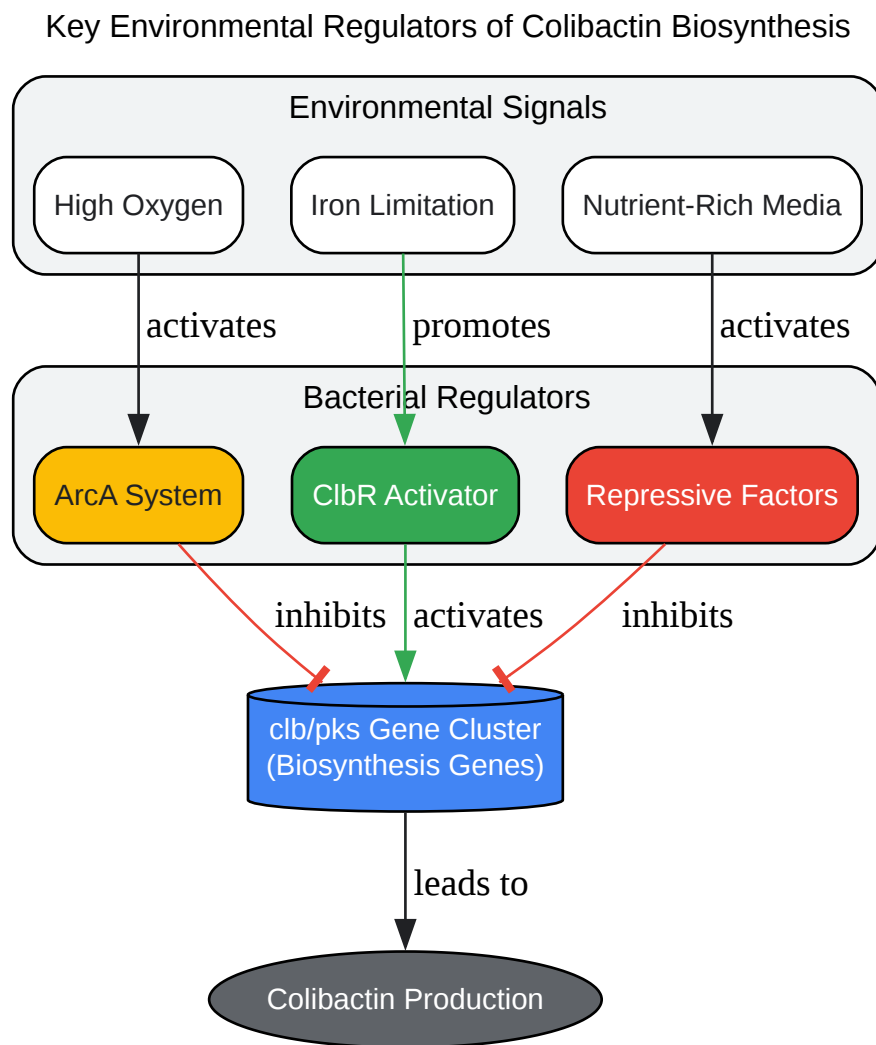 Key Environmental Regulators of Colibactin Biosynthesis
Environmental Signals
High Oxygen
Iron Limitation
Nutrient-Rich Media
activates
promotes
activates
Bacterial Regulators
ArcA System
ClbR Activator
Repressive Factors
inhibits
activates
inhibits
clb/pks Gene Cluster
(Biosynthesis Genes)
leads to
Colibactin Production